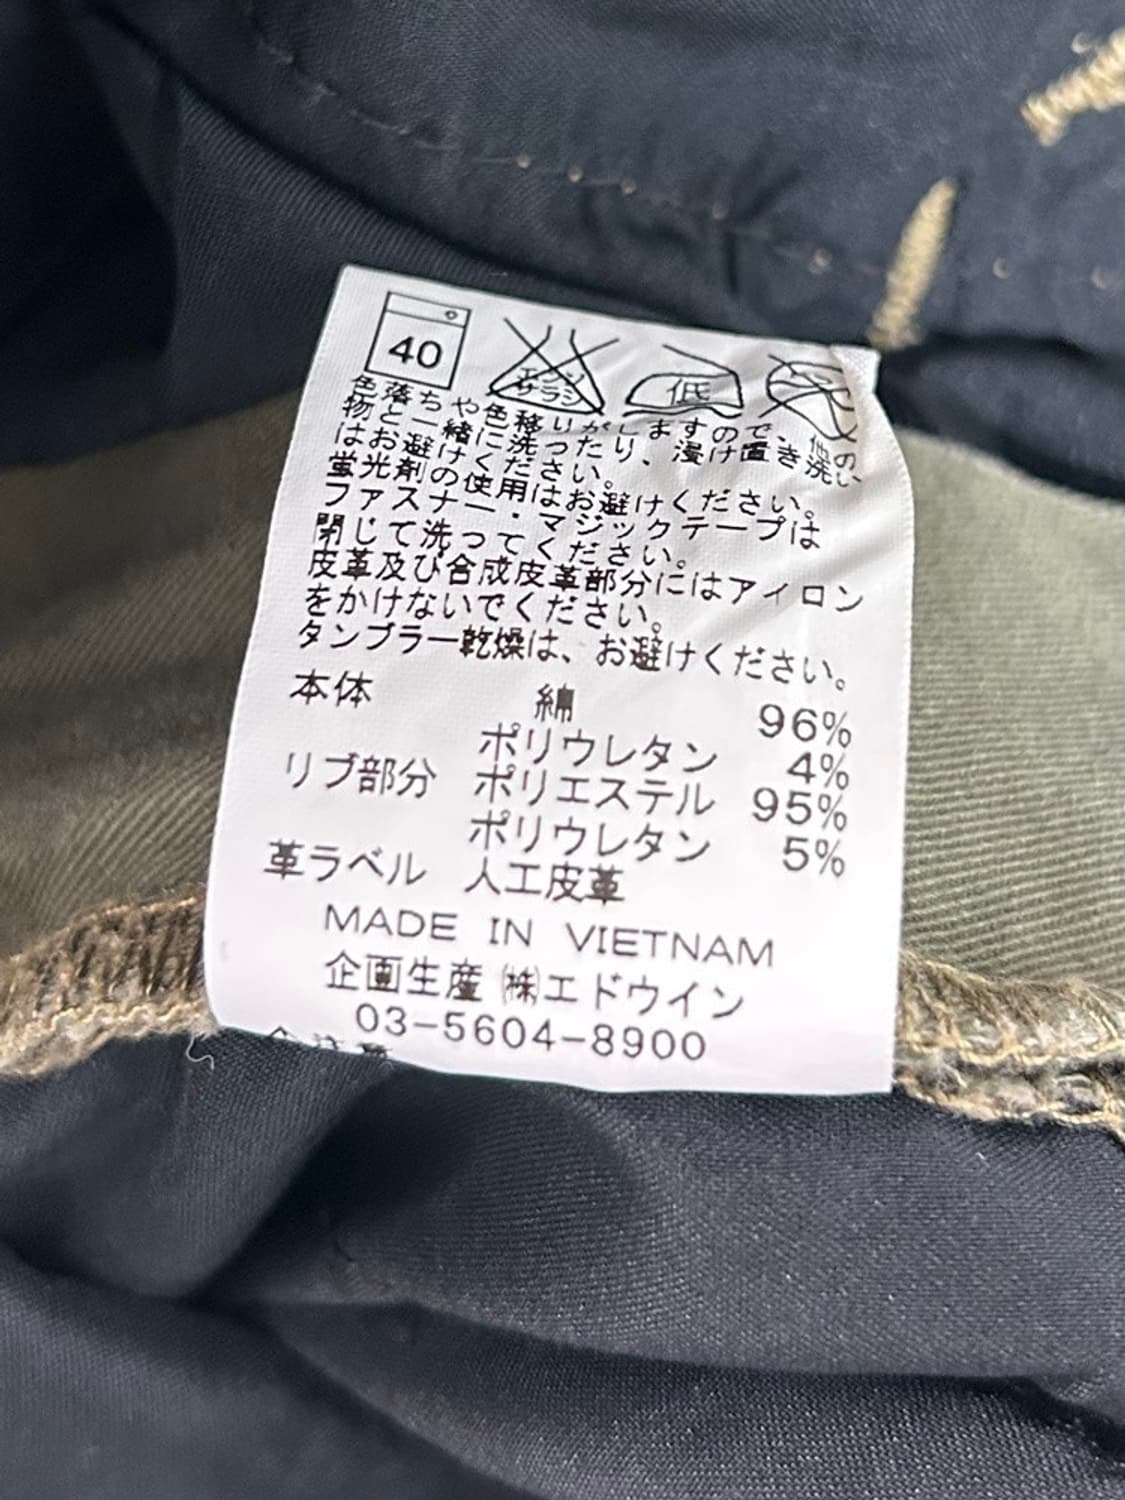 40
エンソ
サラシ
低
色落ちや色移りがしますので、他の
物と一緒に洗ったり、浸け置き洗い
はお避けください。
蛍光剤の使用はお避けください。
ファスナー・マジックテープは
閉じて洗ってください。
皮革及び合成皮革部分にはアイロン
をかけないでください。
タンブラー乾燥は、お避けください。
本体 綿 96%
ポリウレタン 4%
リブ部分 ポリエステル 95%
ポリウレタン 5%
革ラベル 人工皮革
MADE IN VIETNAM
企画生産 ㈱エドウイン
03-5604-8900